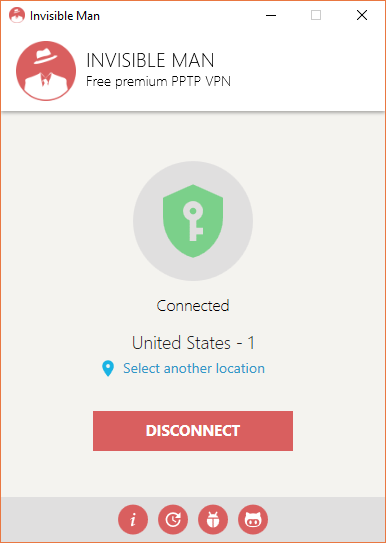 Invisible Man
INVISIBLE MAN
Free premium PPTP VPN
Connected
United States - 1
Select another location
DISCONNECT
i